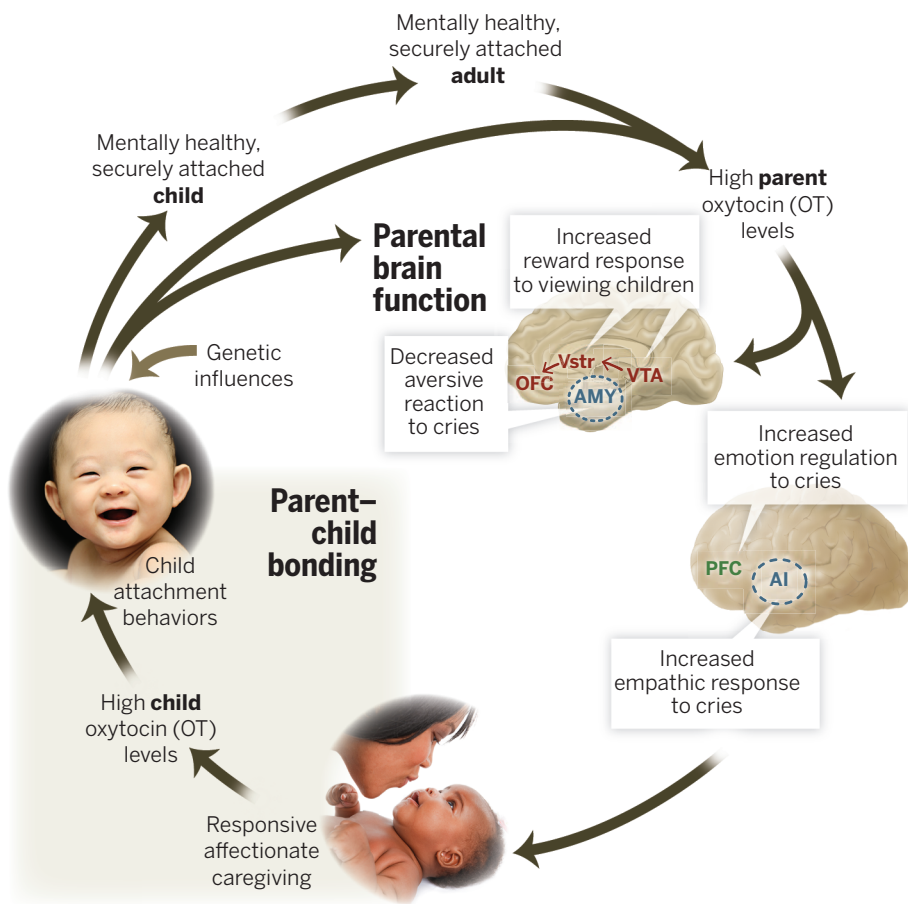 Mentally healthy,
securely attached
adult
Mentally healthy,
securely attached
child
High parent
oxytocin (OT)
levels
Parental
brain
function
Increased
reward response
to viewing children
Genetic
influences
Decreased
aversive
reaction
to cries
OFC
Vstr
VTA
AMY
Increased
emotion regulation
to cries
PFC
AI
Increased
empathic response
to cries
Parent–
child
bonding
Child
attachment
behaviors
High child
oxytocin (OT)
levels
Responsive
affectionate
caregiving